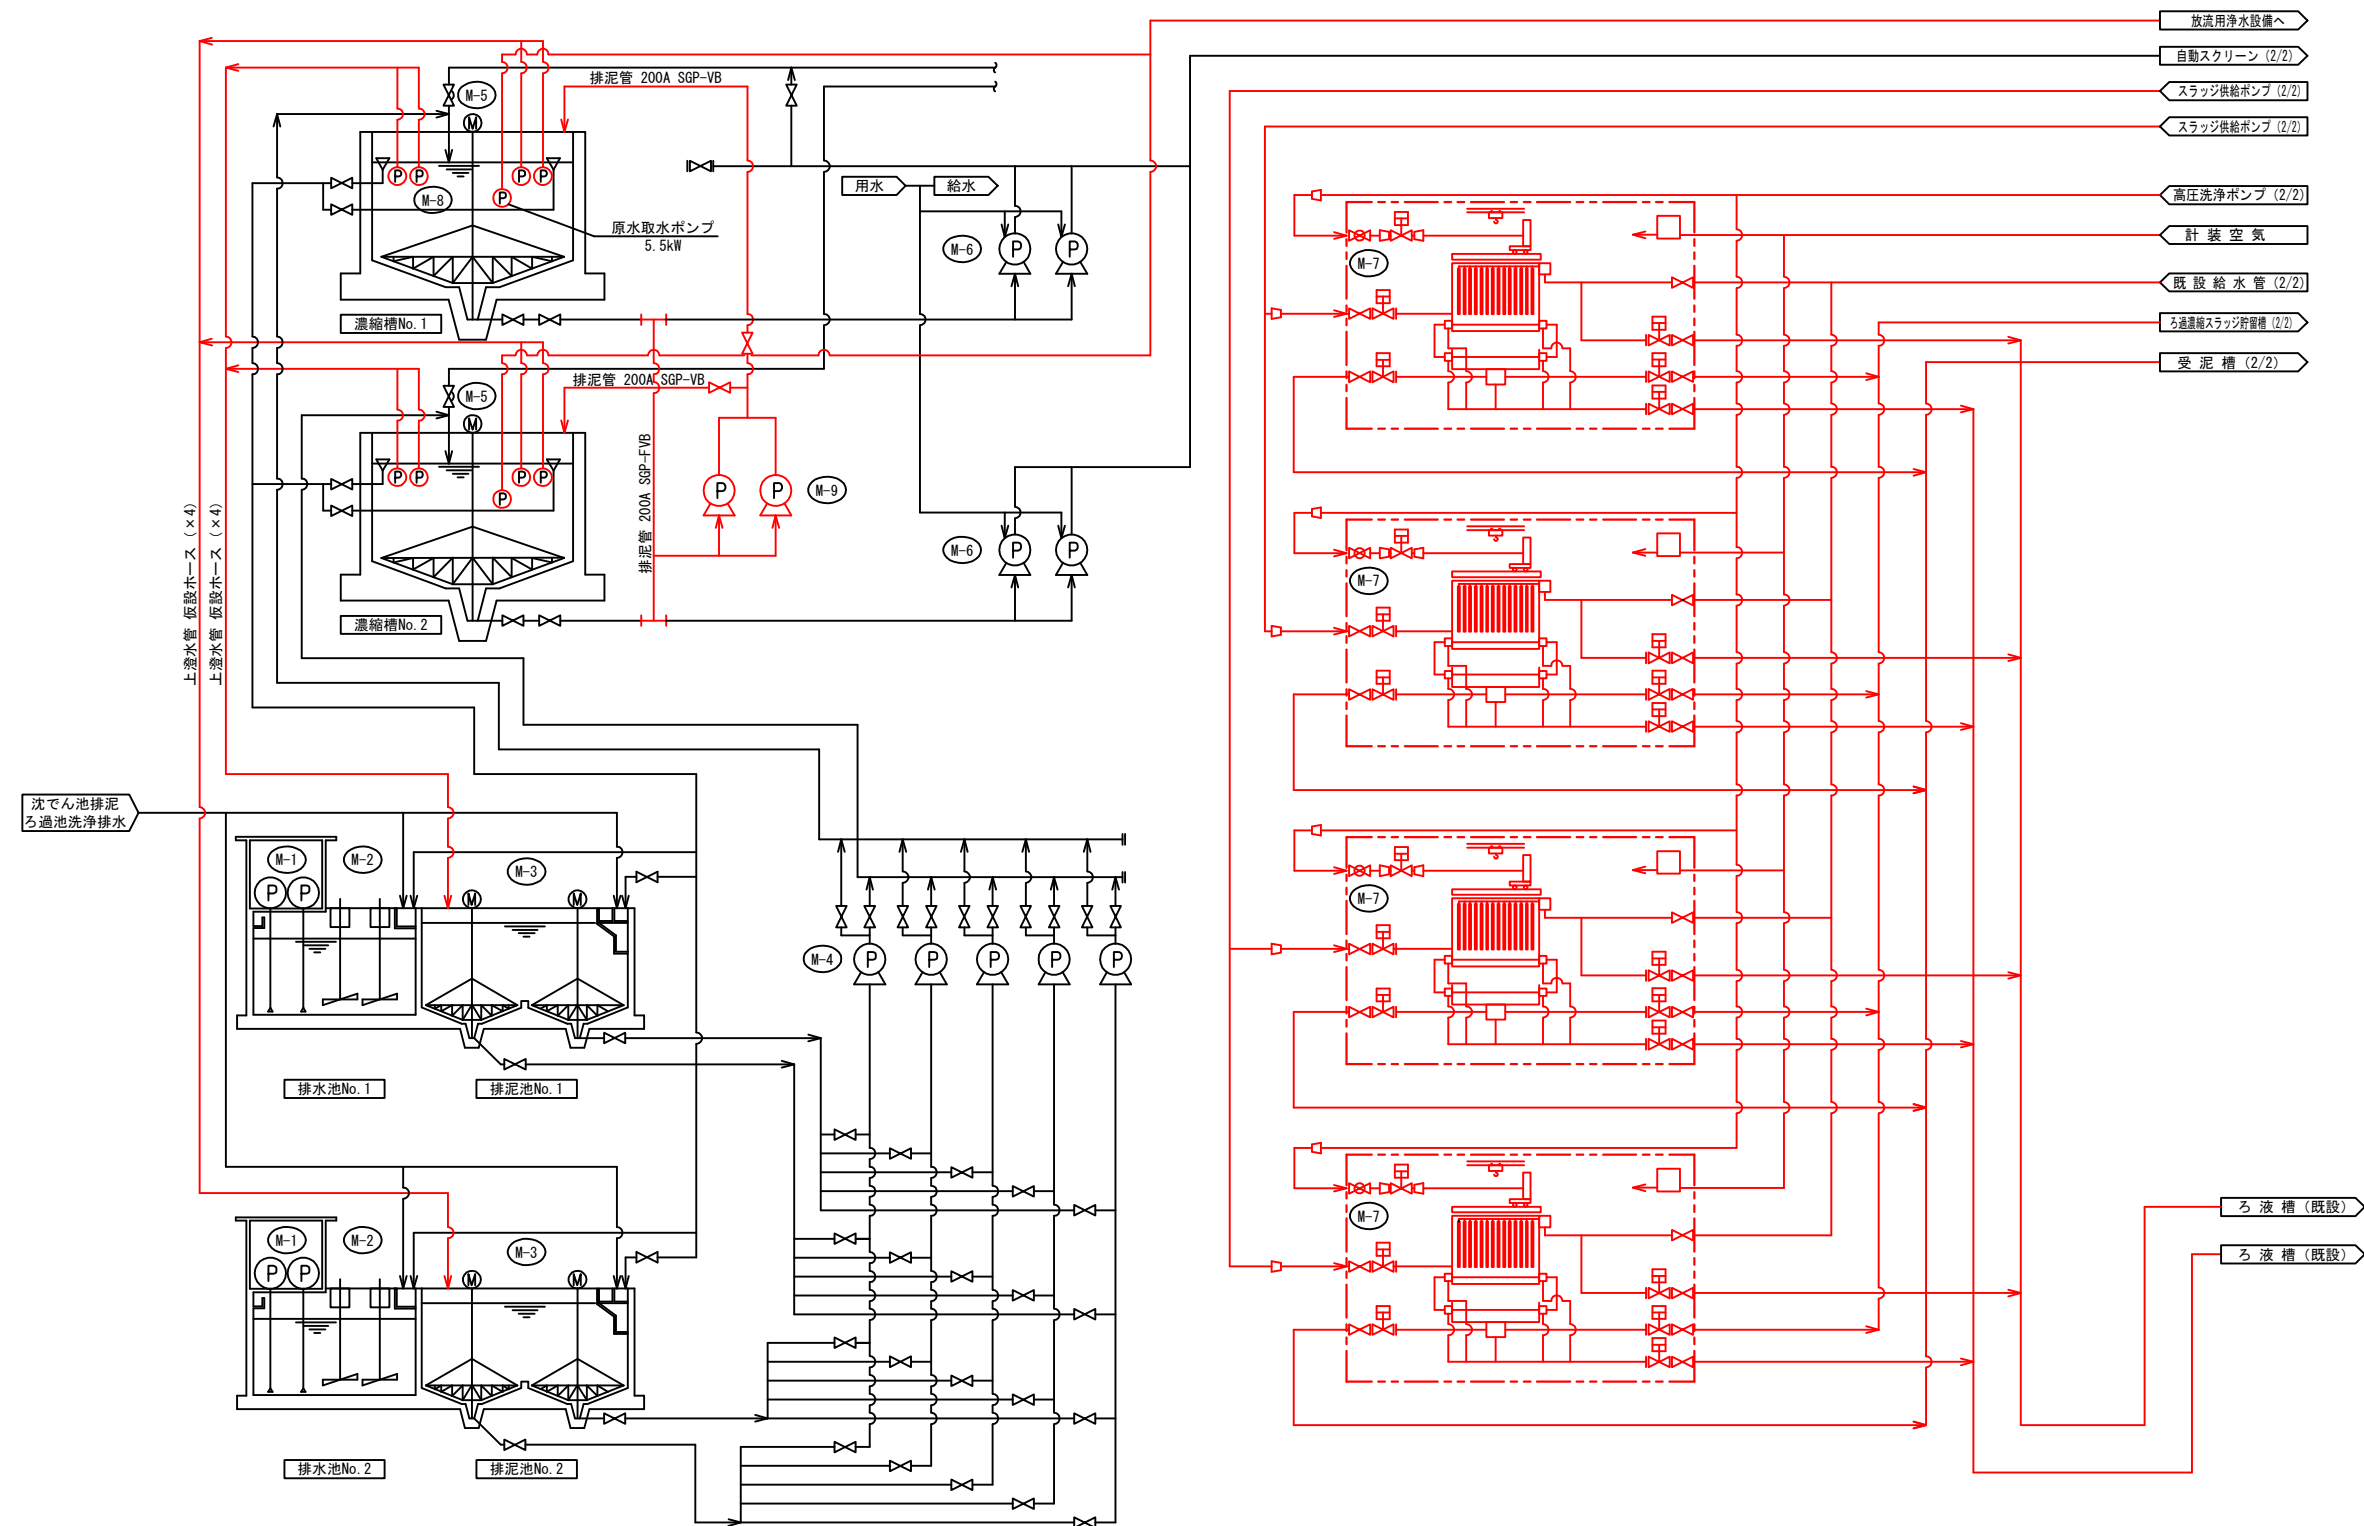 放流用浄水設備へ
自動スクリーン (2/2)
スラッジ供給ポンプ (2/2)
スラッジ供給ポンプ (2/2)
高圧洗浄ポンプ (2/2)
計 装 空 気
既 設 給 水 管 (2/2)
ろ過濃縮スラッジ貯留槽 (2/2)
受 泥 槽 (2/2)
排泥管 200A SGP-VB
M-5
M
P P P P
M-8
P
原水取水ポンプ
5.5kW
濃縮槽No.1
用水
給水
M-6
P P
排泥管 200A SGP-VB
M-5
M
P P P P
P
濃縮槽No.2
排泥管 200A SGP-FVB
P P
M-9
M-6
P P
上澄水管 仮設ホース (×4)
上澄水管 仮設ホース (×4)
沈でん池排泥
ろ過池洗浄排水
M-1
M-2
M-3
P P
M M
排水池No.1
排泥池No.1
M-4
P P P P P
M-1
M-2
M-3
P P
M M
排水池No.2
排泥池No.2
M-7
M-7
M-7
M-7
ろ 液 槽 (既設)
ろ 液 槽 (既設)